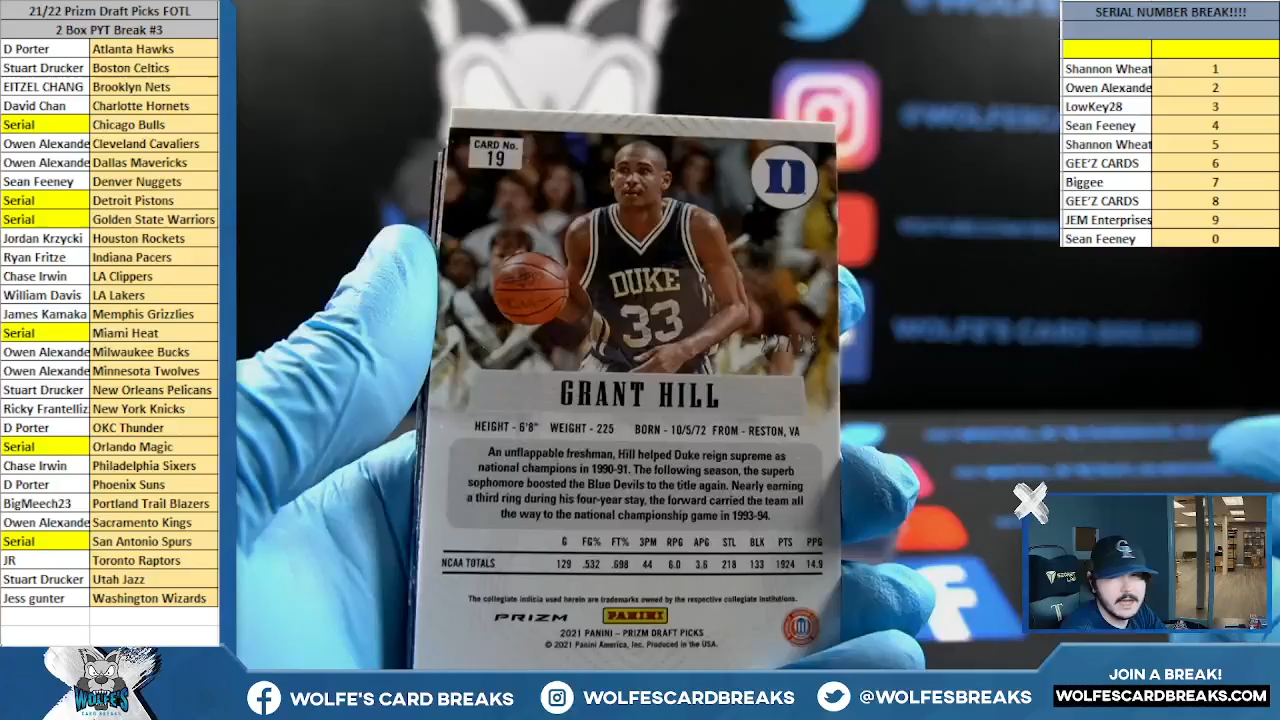 21/22 Prizm Draft Picks FOTL
2 Box PYT Break #3
D Porter Atlanta Hawks
Stuart Drucker Boston Celtics
EITZEL CHANG Brooklyn Nets
David Chan Charlotte Hornets
Serial Chicago Bulls
Owen Alexande Cleveland Cavaliers
Owen Alexande Dallas Mavericks
Sean Feeney Denver Nuggets
Serial Detroit Pistons
Serial Golden State Warriors
Jordan Krzycki Houston Rockets
Ryan Fritze Indiana Pacers
Chase Irwin LA Clippers
William Davis LA Lakers
James Kamaka Memphis Grizzlies
Serial Miami Heat
Owen Alexande Milwaukee Bucks
Owen Alexande Minnesota Twolves
Stuart Drucker New Orleans Pelicans
Ricky Frantelliz New York Knicks
D Porter OKC Thunder
Serial Orlando Magic
Chase Irwin Philadelphia Sixers
D Porter Phoenix Suns
BigMeech23 Portland Trail Blazers
Owen Alexande Sacramento Kings
Serial San Antonio Spurs
JR Toronto Raptors
Stuart Drucker Utah Jazz
Jess gunter Washington Wizards
CARD No.
19
D
DUKE
33
GRANT HILL
HEIGHT - 6'8" WEIGHT - 225 BORN - 10/5/72 FROM - RESTON, VA
An unflappable freshman, Hill helped Duke reign supreme as
national champions in 1990-91. The following season, the superb
sophomore boosted the Blue Devils to the title again. Nearly earning
a third ring during his four-year stay, the forward carried the team all
the way to the national championship game in 1993-94.
G FG% FT% 3PM RPG APG STL BLK PTS PPG
NCAA TOTALS 129 .532 .698 44 6.0 3.6 218 133 1924 14.9
The collegiate indicia used herein are trademarks owned by the respective collegiate institutions.
PRIZM PANINI
2021 PANINI – PRIZM DRAFT PICKS
© 2021 Panini America, Inc. Produced in the USA.
WOLFE'S CARD BREAKS
SERIAL NUMBER BREAK!!!!
Shannon Wheat 1
Owen Alexande 2
LowKey28 3
Sean Feeney 4
Shannon Wheat 5
GEE'Z CARDS 6
Biggee 7
GEE'Z CARDS 8
JEM Enterprises 9
Sean Feeney 0
WOLFE'S
CARD BREAKS
WOLFE'S CARD BREAKS
WOLFESCARDBREAKS
@WOLFESBREAKS
JOIN A BREAK!
WOLFESCARDBREAKS.COM